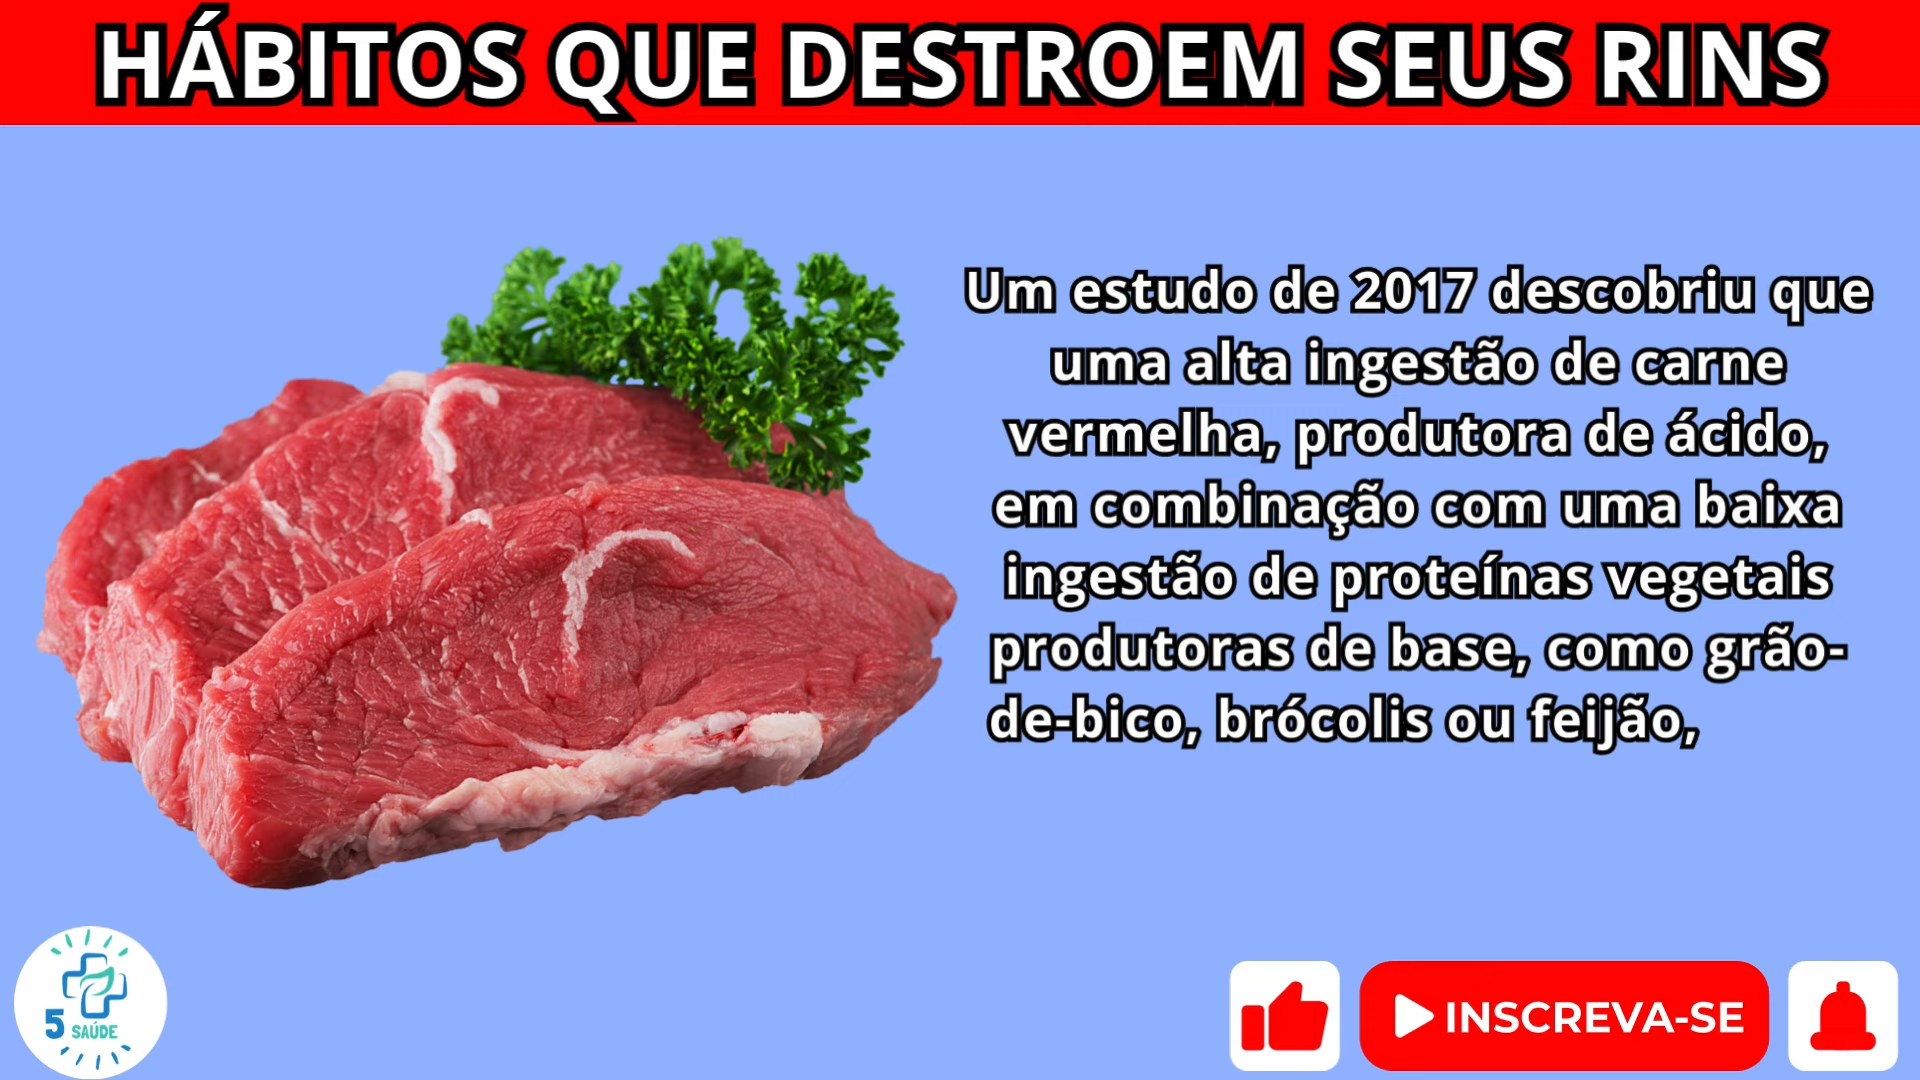 HÁBITOS QUE DESTROEM SEUS RINS
Um estudo de 2017 descobriu que
uma alta ingestão de carne
vermelha, produtora de ácido,
em combinação com uma baixa
ingestão de proteínas vegetais
produtoras de base, como grão-
de-bico, brócolis ou feijão,
5 SAÚDE
INSCREVA-SE